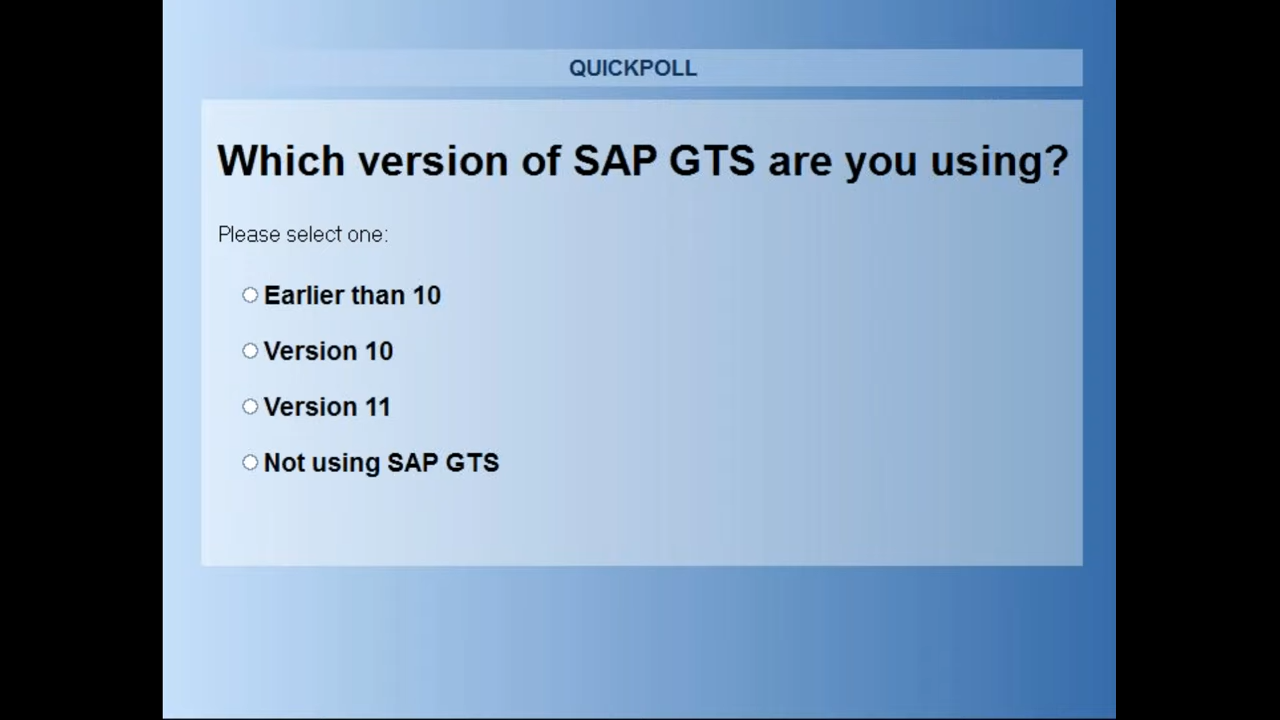 QUICKPOLL
Which version of SAP GTS are you using?
Please select one:
Earlier than 10
Version 10
Version 11
Not using SAP GTS